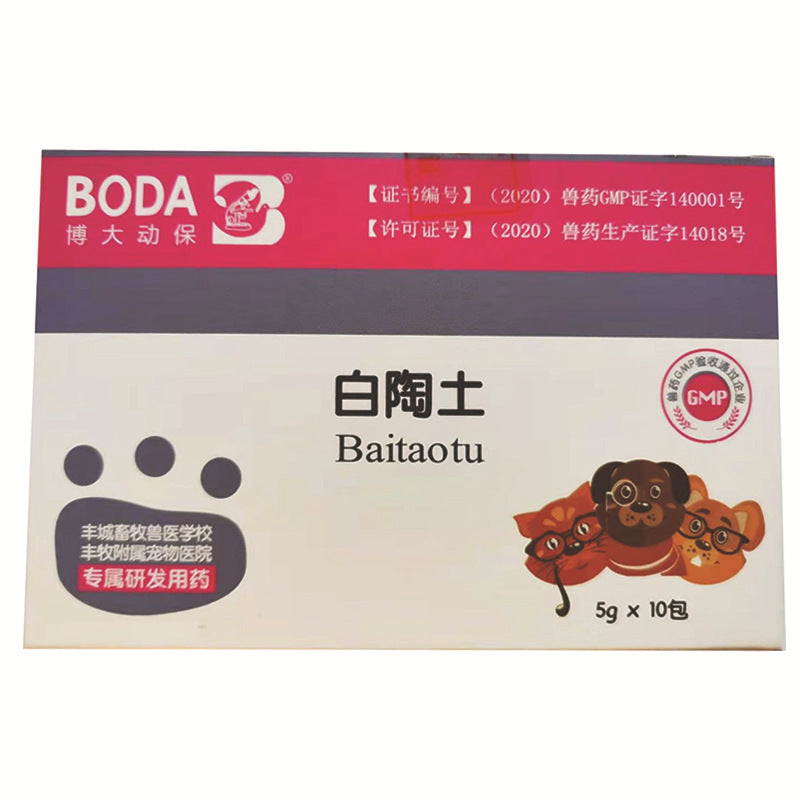 BODA
博大动保
®
【证书编号】(2020)兽药GMP证字140001号
【许可证号】(2020)兽药生产证字14018号
白陶土
Baitaotu
兽药GMP验收通过企业
GMP
丰城畜牧兽医学校
丰牧附属宠物医院
专属研发用药
5g x 10包